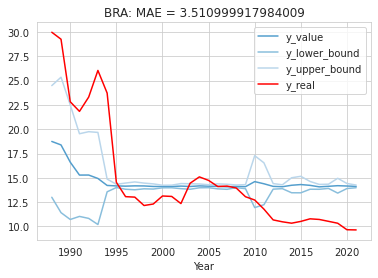 BRA: MAE = 3.510999917984009
30.0
27.5
25.0
22.5
20.0
17.5
15.0
12.5
10.0
y_value
y_lower_bound
y_upper_bound
y_real
1990 1995 2000 2005 2010 2015 2020
Year